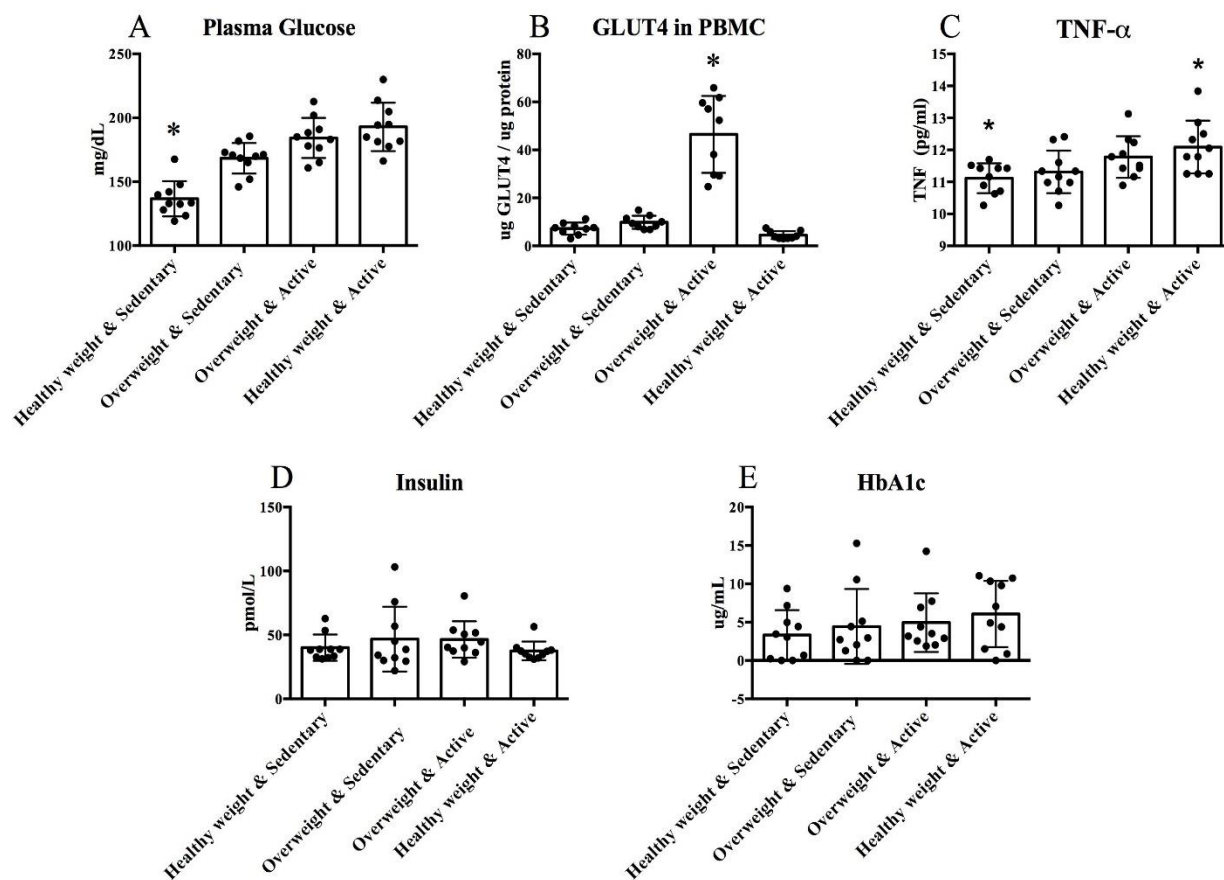 A
Plasma Glucose
mg/dL
250
200
150
100
*
Healthy weight & Sedentary
Overweight & Sedentary
Overweight & Active
Healthy weight & Active
B
GLUT4 in PBMC
ug GLUT4 / ug protein
80
60
40
20
0
*
Healthy weight & Sedentary
Overweight & Sedentary
Overweight & Active
Healthy weight & Active
C
TNF-α
TNF (pg/ml)
15
14
13
12
11
10
9
*
*
Healthy weight & Sedentary
Overweight & Sedentary
Overweight & Active
Healthy weight & Active
D
Insulin
pmol/L
150
100
50
0
Healthy weight & Sedentary
Overweight & Sedentary
Overweight & Active
Healthy weight & Active
E
HbA1c
ug/mL
20
15
10
5
0
-5
Healthy weight & Sedentary
Overweight & Sedentary
Overweight & Active
Healthy weight & Active